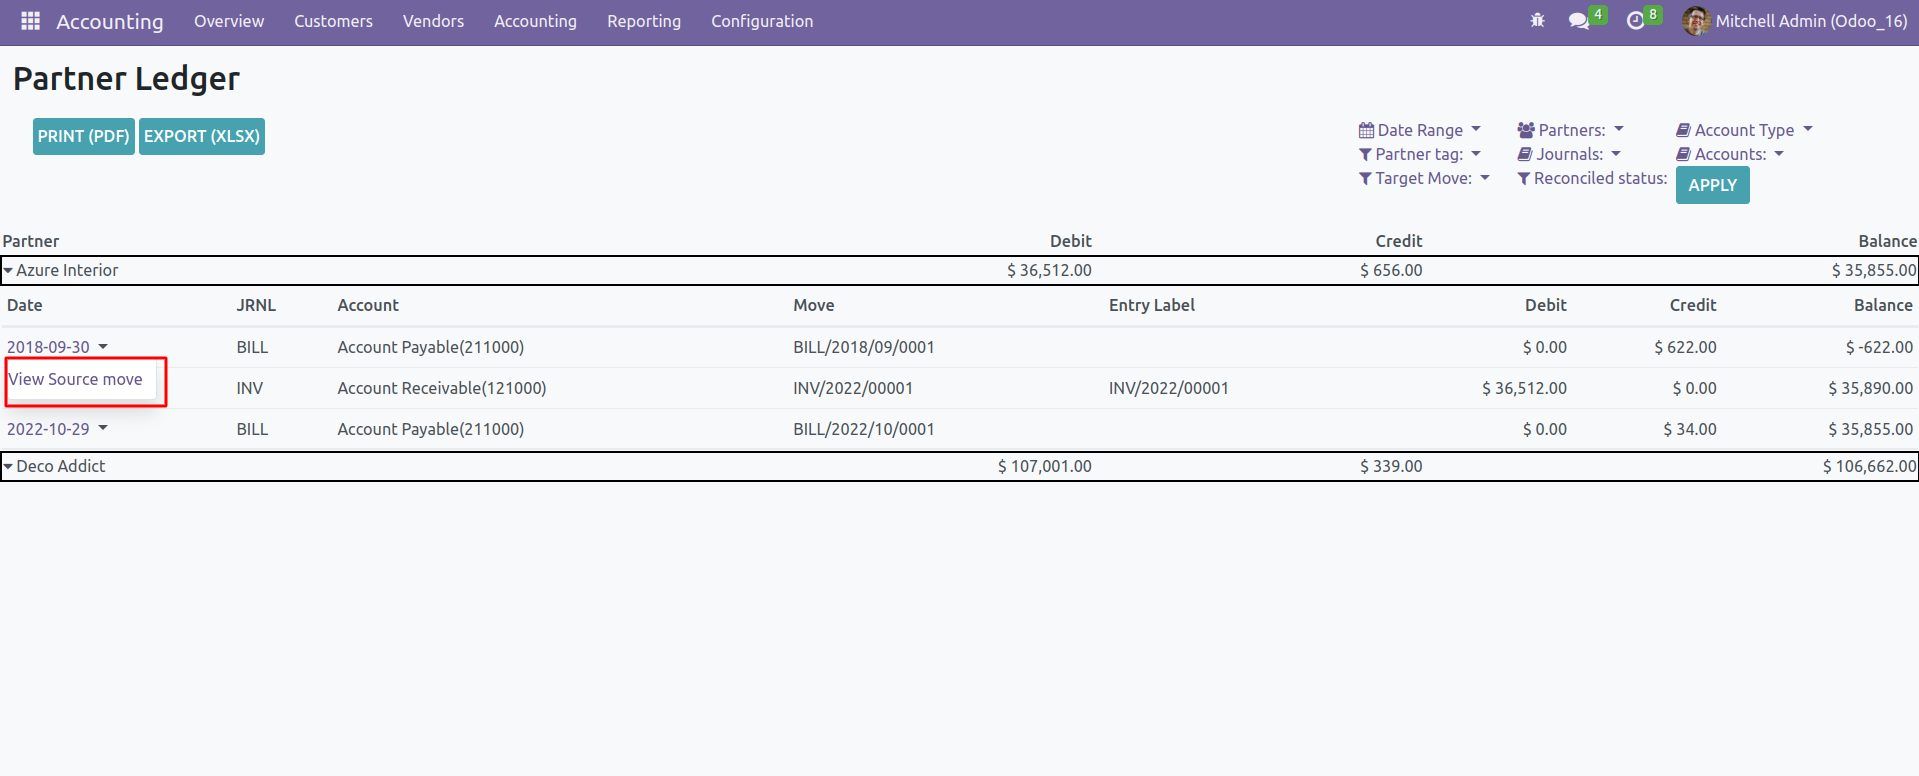 Accounting Overview Customers Vendors Accounting Reporting Configuration 4 8 Mitchell Admin (Odoo_16)
Partner Ledger
PRINT (PDF) EXPORT (XLSX)
Date Range Partners: Account Type
Partner tag: Journals: Accounts:
Target Move: Reconciled status: APPLY
Partner Debit Credit Balance
Azure Interior $ 36,512.00 $ 656.00 $ 35,855.00
Date JRNL Account Move Entry Label Debit Credit Balance
2018-09-30 BILL Account Payable(211000) BILL/2018/09/0001 $ 0.00 $ 622.00 $ -622.00
View Source move INV Account Receivable(121000) INV/2022/00001 INV/2022/00001 $ 36,512.00 $ 0.00 $ 35,890.00
2022-10-29 BILL Account Payable(211000) BILL/2022/10/0001 $ 0.00 $ 34.00 $ 35,855.00
Deco Addict $ 107,001.00 $ 339.00 $ 106,662.00